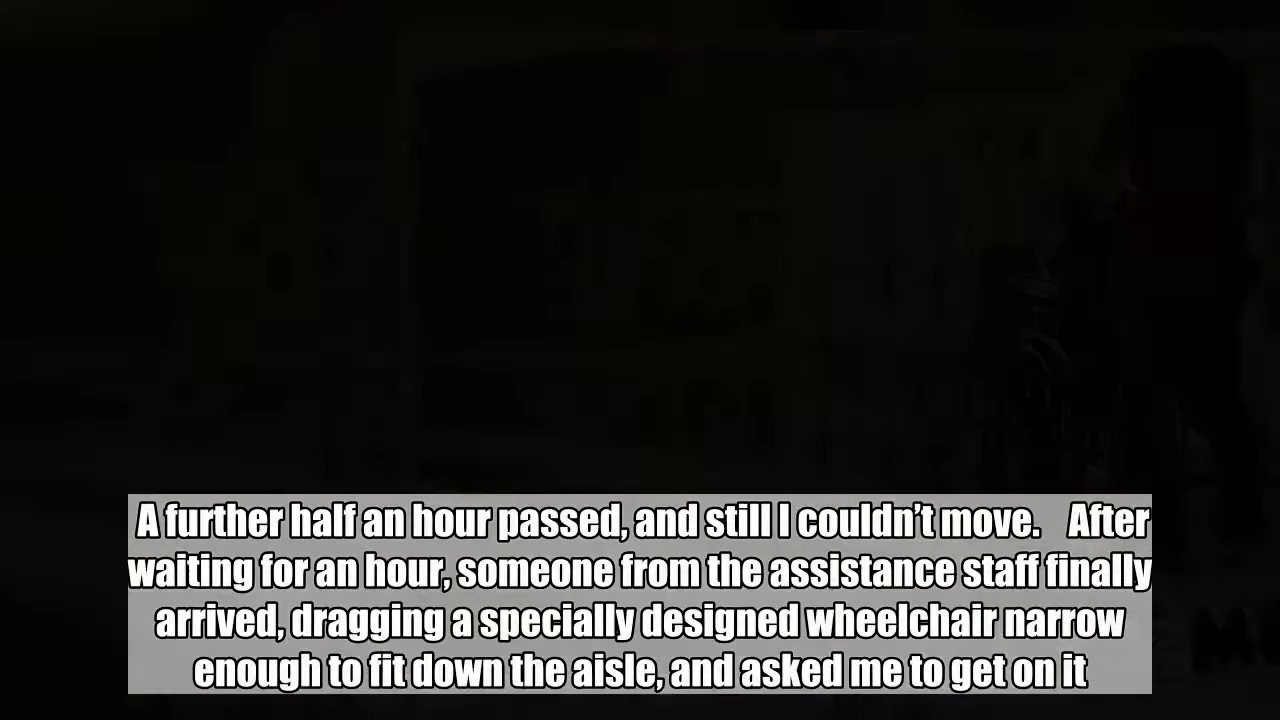 A further half an hour passed, and still I couldn’t move. After
waiting for an hour, someone from the assistance staff finally
arrived, dragging a specially designed wheelchair narrow
enough to fit down the aisle, and asked me to get on it